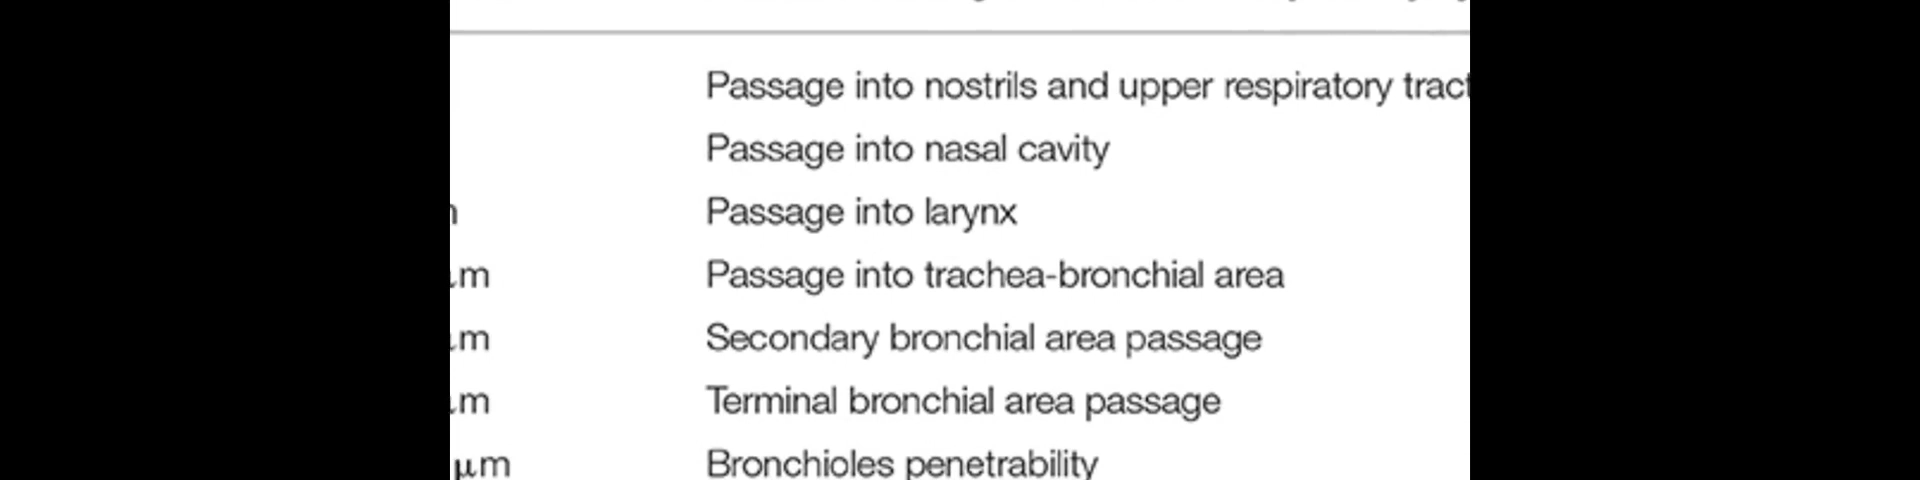 Passage into nostrils and upper respiratory tract
Passage into nasal cavity
Passage into larynx
m Passage into trachea-bronchial area
m Secondary bronchial area passage
m Terminal bronchial area passage
μm Bronchioles penetrability